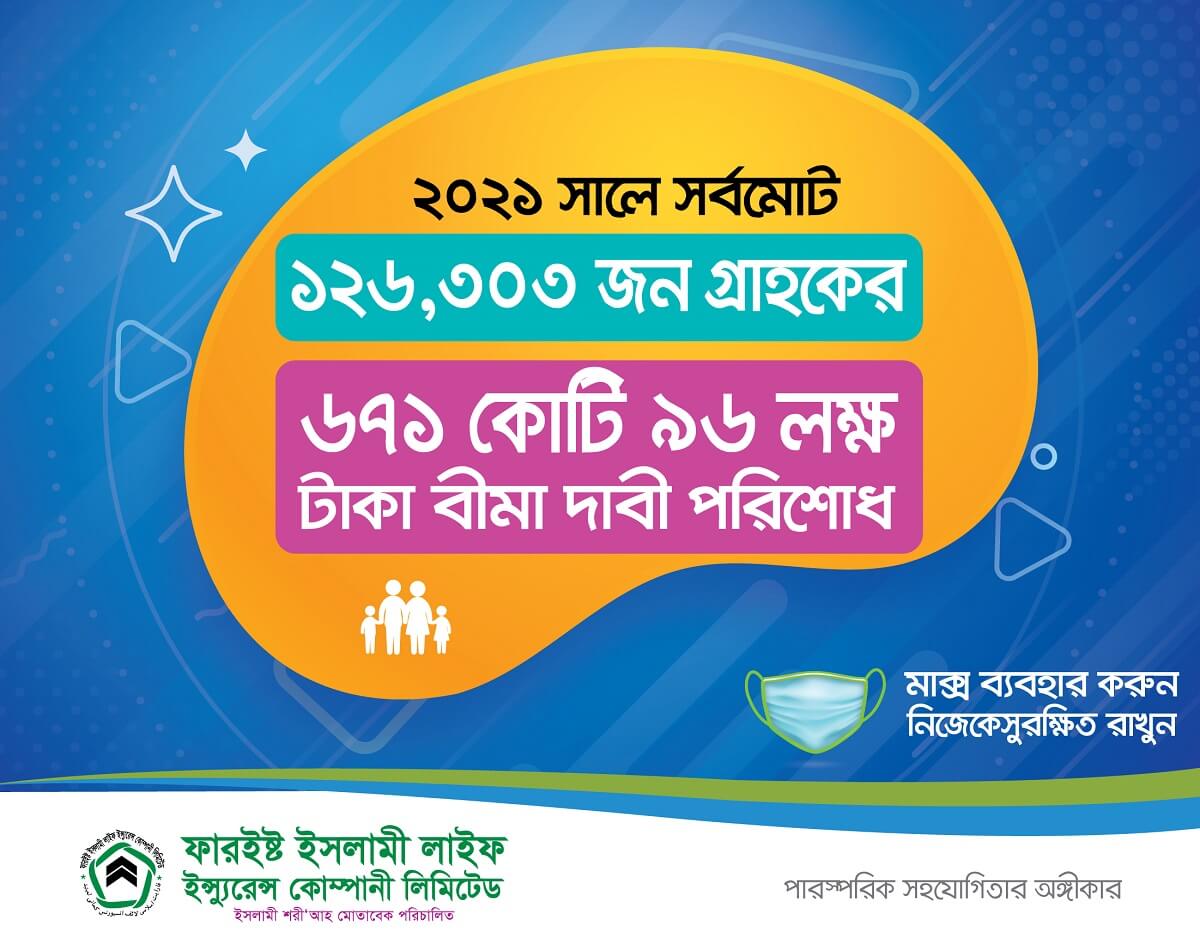 ২০২১ সালে সর্বমোট
১২৬,৩০৩ জন গ্রাহকের
৬৭১ কোটি ৯৬ লক্ষ
টাকা বীমা দাবী পরিশোধ
মাক্স ব্যবহার করুন
নিজেকেসুরক্ষিত রাখুন
ফারইষ্ট ইসলামী লাইফ
ইন্স্যুরেন্স কোম্পানী লিমিটেড
ইসলামী শরী'আহ মোতাবেক পরিচালিত
পারস্পরিক সহযোগিতার অঙ্গীকার